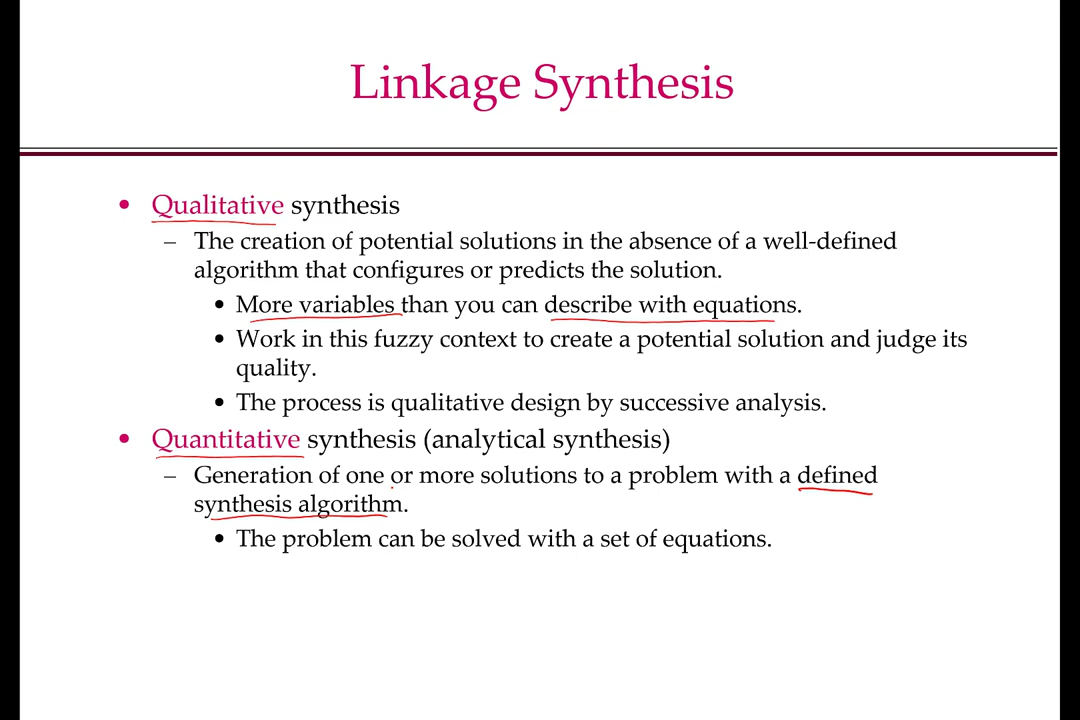 Linkage Synthesis
• Qualitative synthesis
– The creation of potential solutions in the absence of a well-defined
algorithm that configures or predicts the solution.
• More variables than you can describe with equations.
• Work in this fuzzy context to create a potential solution and judge its
quality.
• The process is qualitative design by successive analysis.
• Quantitative synthesis (analytical synthesis)
– Generation of one or more solutions to a problem with a defined
synthesis algorithm.
• The problem can be solved with a set of equations.